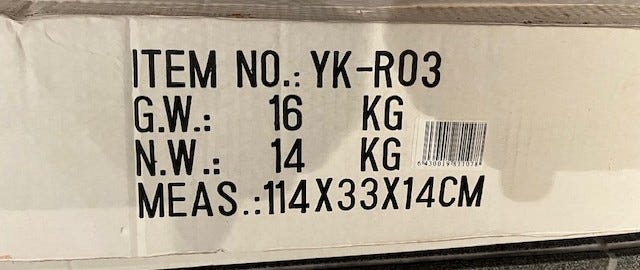 ITEM NO.: YK-R03
G.W.: 16 KG
N.W.: 14 KG
MEAS.:114X33X14CM